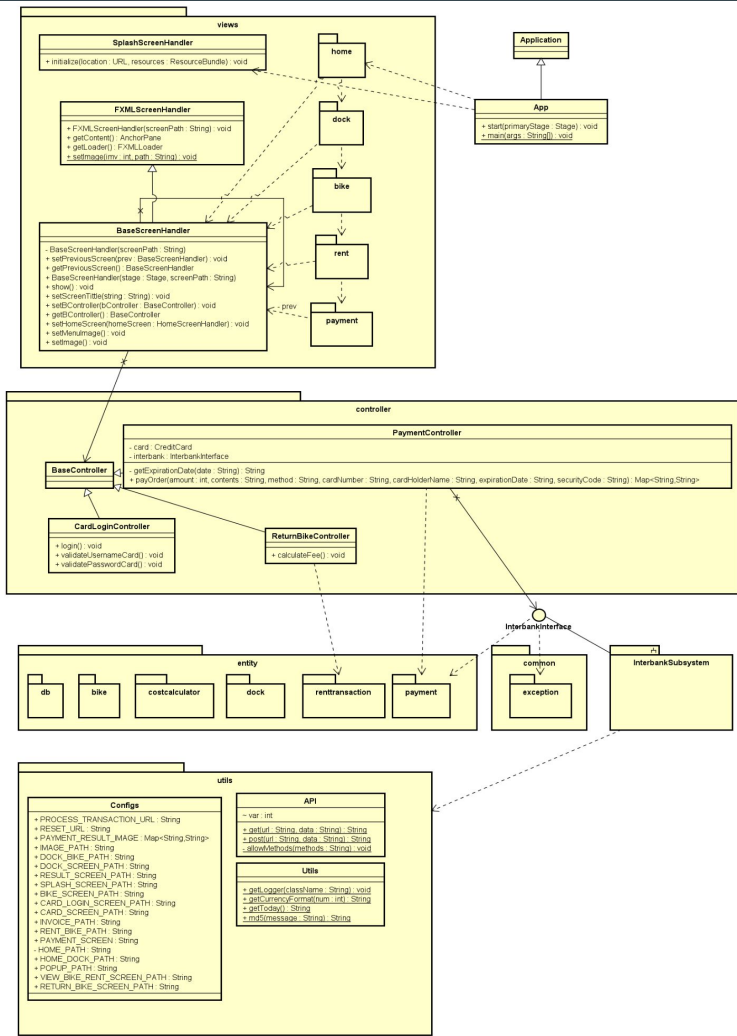 views
SplashScreenHandler
+ initialize(location : URL, resources : ResourceBundle) : void
home
Application
FXMLScreenHandler
+ FXMLScreenHandler(screenPath : String) : void
+ getContent() : AnchorPane
+ getLoader() : FXMLLoader
+ setImage(imv : int, path : String) : void
dock
App
+ start(primaryStage : Stage) : void
+ main(args : String[]) : void
bike
BaseScreenHandler
- BaseScreenHandler(screenPath : String)
+ setPreviousScreen(prev : BaseScreenHandler) : void
+ getPreviousScreen() : BaseScreenHandler
+ BaseScreenHandler(stage : Stage, screenPath : String)
+ show() : void
+ setScreenTittle(string : String) : void
+ setBController(bController : BaseController) : void
+ getBController() : BaseController
+ setHomeScreen(homeScreen : HomeScreenHandler) : void
+ setMenuImage() : void
+ setImage() : void
rent
- prev
payment
controller
PaymentController
- card : CreditCard
- interbank : InterbankInterface
- getExpirationDate(date : String) : String
+ payOrder(amount : int, contents : String, method : String, cardNumber : String, cardHolderName : String, expirationDate : String, securityCode : String) : Map<String,String>
BaseController
CardLoginController
+ login() : void
+ validateUsernameCard() : void
+ validatePasswordCard() : void
ReturnBikeController
+ calculateFee() : void
InterbankInterface
entity
db
bike
costcalculator
dock
renttransaction
payment
common
exception
InterbankSubsystem
utils
Configs
+ PROCESS_TRANSACTION_URL : String
+ RESET_URL : String
+ PAYMENT_RESULT_IMAGE : Map<String,String>
+ IMAGE_PATH : String
+ DOCK_BIKE_PATH : String
+ DOCK_SCREEN_PATH : String
+ RESULT_SCREEN_PATH : String
+ SPLASH_SCREEN_PATH : String
+ BIKE_SCREEN_PATH : String
+ CARD_LOGIN_SCREEN_PATH : String
+ CARD_SCREEN_PATH : String
+ INVOICE_PATH : String
+ RENT_BIKE_PATH : String
+ PAYMENT_SCREEN : String
- HOME_PATH : String
+ HOME_DOCK_PATH : String
+ POPUP_PATH : String
+ VIEW_BIKE_RENT_SCREEN_PATH : String
+ RETURN_BIKE_SCREEN_PATH : String
API
~ var : int
+ get(url : String, data : String) : String
+ post(url : String, data : String) : String
- allowMethods(methods : String) : void
Utils
+ getLogger(className : String) : void
+ getCurrencyFormat(num : int) : String
+ getToday() : String
+ md5(message : String) : String